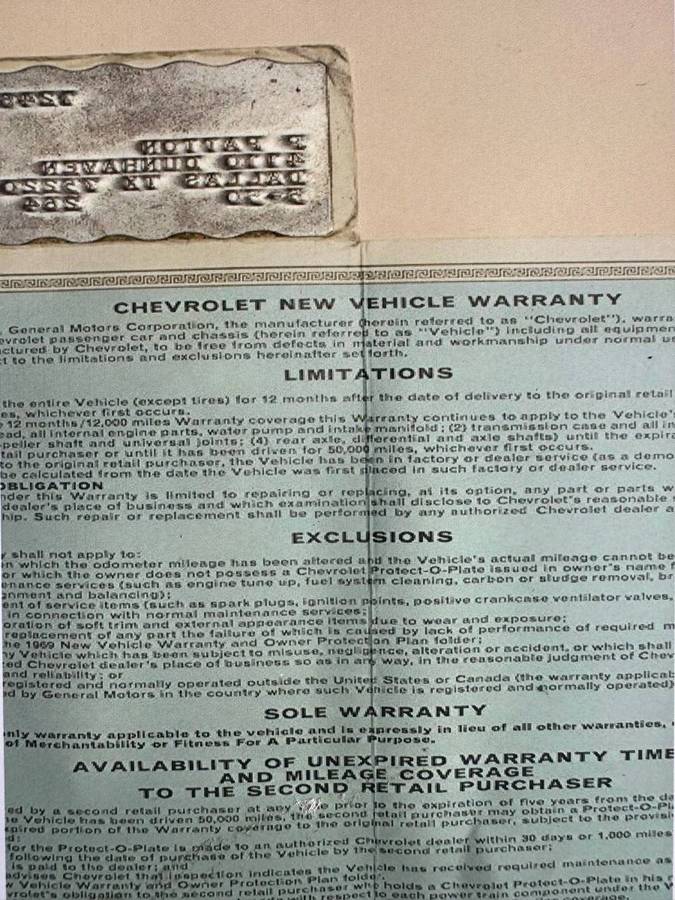 PATTON
DUNHAVEN
DALLAS TX 75220
CHEVROLET NEW VEHICLE WARRANTY
General Motors Corporation, the manufacturer (herein referred to as "Chevrolet"), warra
evrolet passenger car and chassis (herein referred to as "Vehicle") including all equipmen
ctured by Chevrolet, to be free from defects in material and workmanship under normal us
t to the limitations and exclusions hereinafter set forth.
LIMITATIONS
the entire Vehicle (except tires) for 12 months after the date of delivery to the original retail
es, whichever first occurs.
12 months/12,000 miles Warranty coverage this Warranty continues to apply to the Vehicle's
ead, all internal engine parts, water pump and intake manifold; (2) transmission case and all in
peller shaft and universal joints; (4) rear axle, differential and axle shafts) until the expira
tail purchaser or until it has been driven for 50,000 miles, whichever first occurs.
to the original retail purchaser, the Vehicle has been in factory or dealer service (as a demo
be calculated from the date the Vehicle was first placed in such factory or dealer service.
OBLIGATION
nder this Warranty is limited to repairing or replacing, at its option, any part or parts w
dealer's place of business and which examination shall disclose to Chevrolet's reasonable
hip. Such repair or replacement shall be performed by any authorized Chevrolet dealer a
EXCLUSIONS
y shall not apply to:
n which the odometer mileage has been altered and the Vehicle's actual mileage cannot be
or which the owner does not possess a Chevrolet Protect-O-Plate issued in owner's name
enance services (such as engine tune up, fuel system cleaning, carbon or sludge removal, br
gnment and balancing);
ent of service items (such as spark plugs, ignition points, positive crankcase ventilator valves,
in connection with normal maintenance services;
oration of soft trim and external appearance items due to wear and exposure;
replacement of any part the failure of which is caused by lack of performance of required m
he 1969 New Vehicle Warranty and Owner Protection Plan folder;
ny Vehicle which has been subject to misuse, negligence, alteration or accident, or which shall
ed Chevrolet dealer's place of business so as in any way, in the reasonable judgment of Chev
and reliability; or
registered and normally operated outside the United States or Canada (the warranty applicab
ed by General Motors in the country where such Vehicle is registered and normally operated)
SOLE WARRANTY
nly warranty applicable to the vehicle and is expressly in lieu of all other warranties,
of Merchantability or Fitness For A Particular Purpose.
AVAILABILITY OF UNEXPIRED WARRANTY TIME
AND MILEAGE COVERAGE
TO THE SECOND RETAIL PURCHASER
ed by a second retail purchaser at any prior to the expiration of five years from the da
e Vehicle has been driven 50,000 miles, the second retail purchaser may obtain a Protect-O-Pl
xpired portion of the Warranty coverage to the original retail purchaser, subject to the provisi
d:
for the Protect-O-Plate is made to an authorized Chevrolet dealer within 30 days or 1,000 miles
following the date of purchase of the Vehicle by the second retail purchaser;
is paid to the dealer; and
advises Chevrolet that inspection indicates the Vehicle has received required maintenance as
w Vehicle Warranty and Owner Protection Plan folder.
vrolet's obligation to the second retail purchaser who holds a Chevrolet Protect-O-Plate in his
with respect to each power train component under the
coverage.